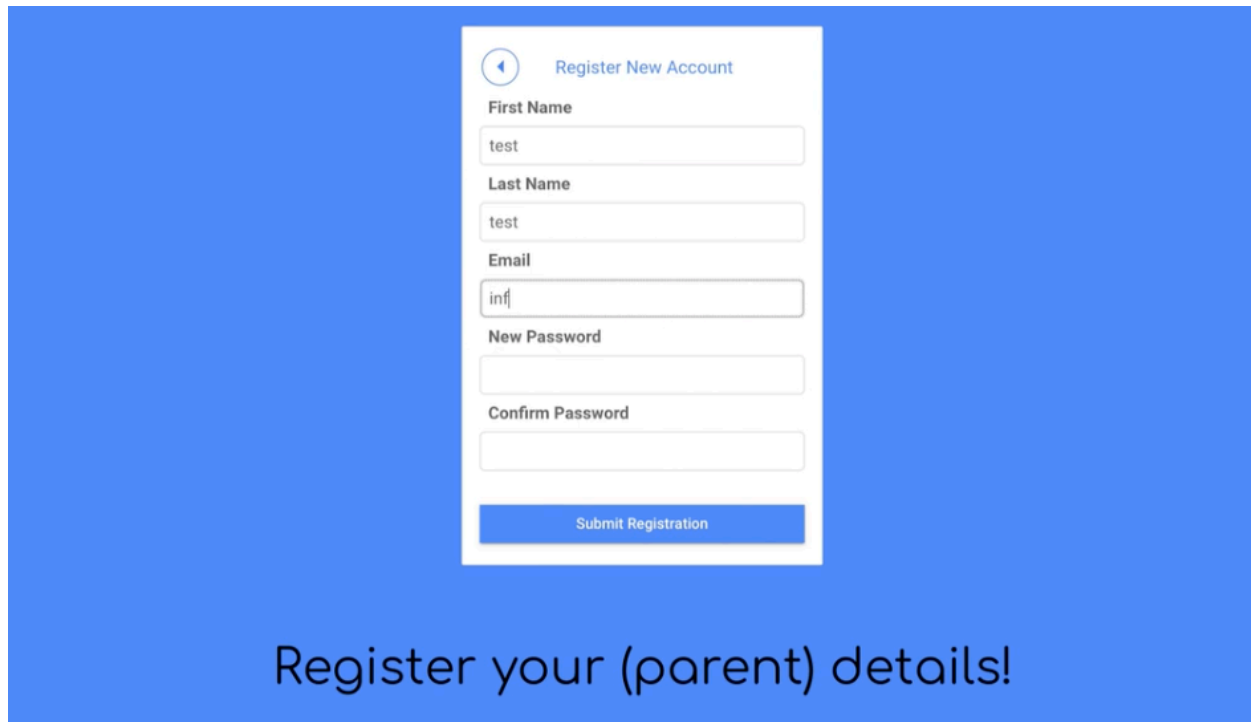 Register New Account
First Name
test
Last Name
test
Email
inf
New Password
Confirm Password
Submit Registration
Register your (parent) details!